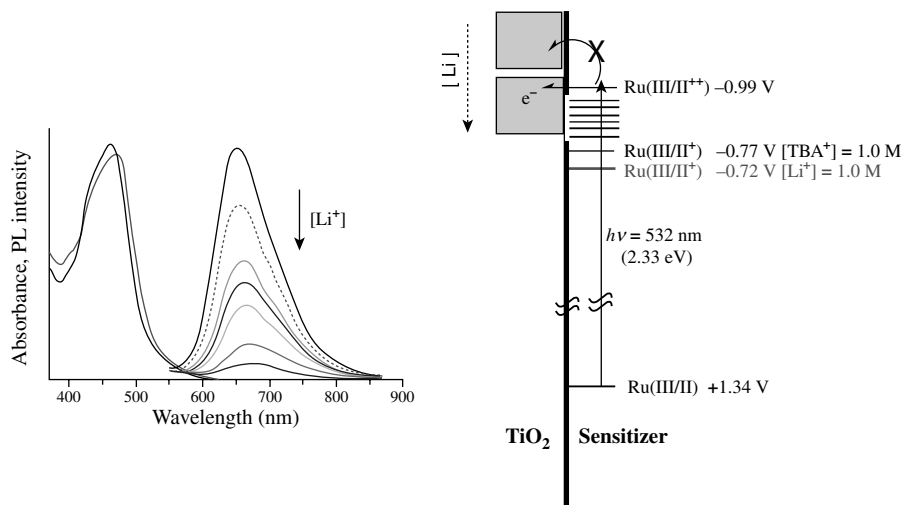 Absorbance, PL intensity
[Li⁺]
400 500 600 700 800 900
Wavelength (nm)
[ Li ]
X
e⁻
Ru(III/II⁺⁺) –0.99 V
Ru(III/II⁺) –0.77 V [TBA⁺] = 1.0 M
Ru(III/II⁺) –0.72 V [Li⁺] = 1.0 M
hν = 532 nm
(2.33 eV)
Ru(III/II) +1.34 V
TiO₂ Sensitizer